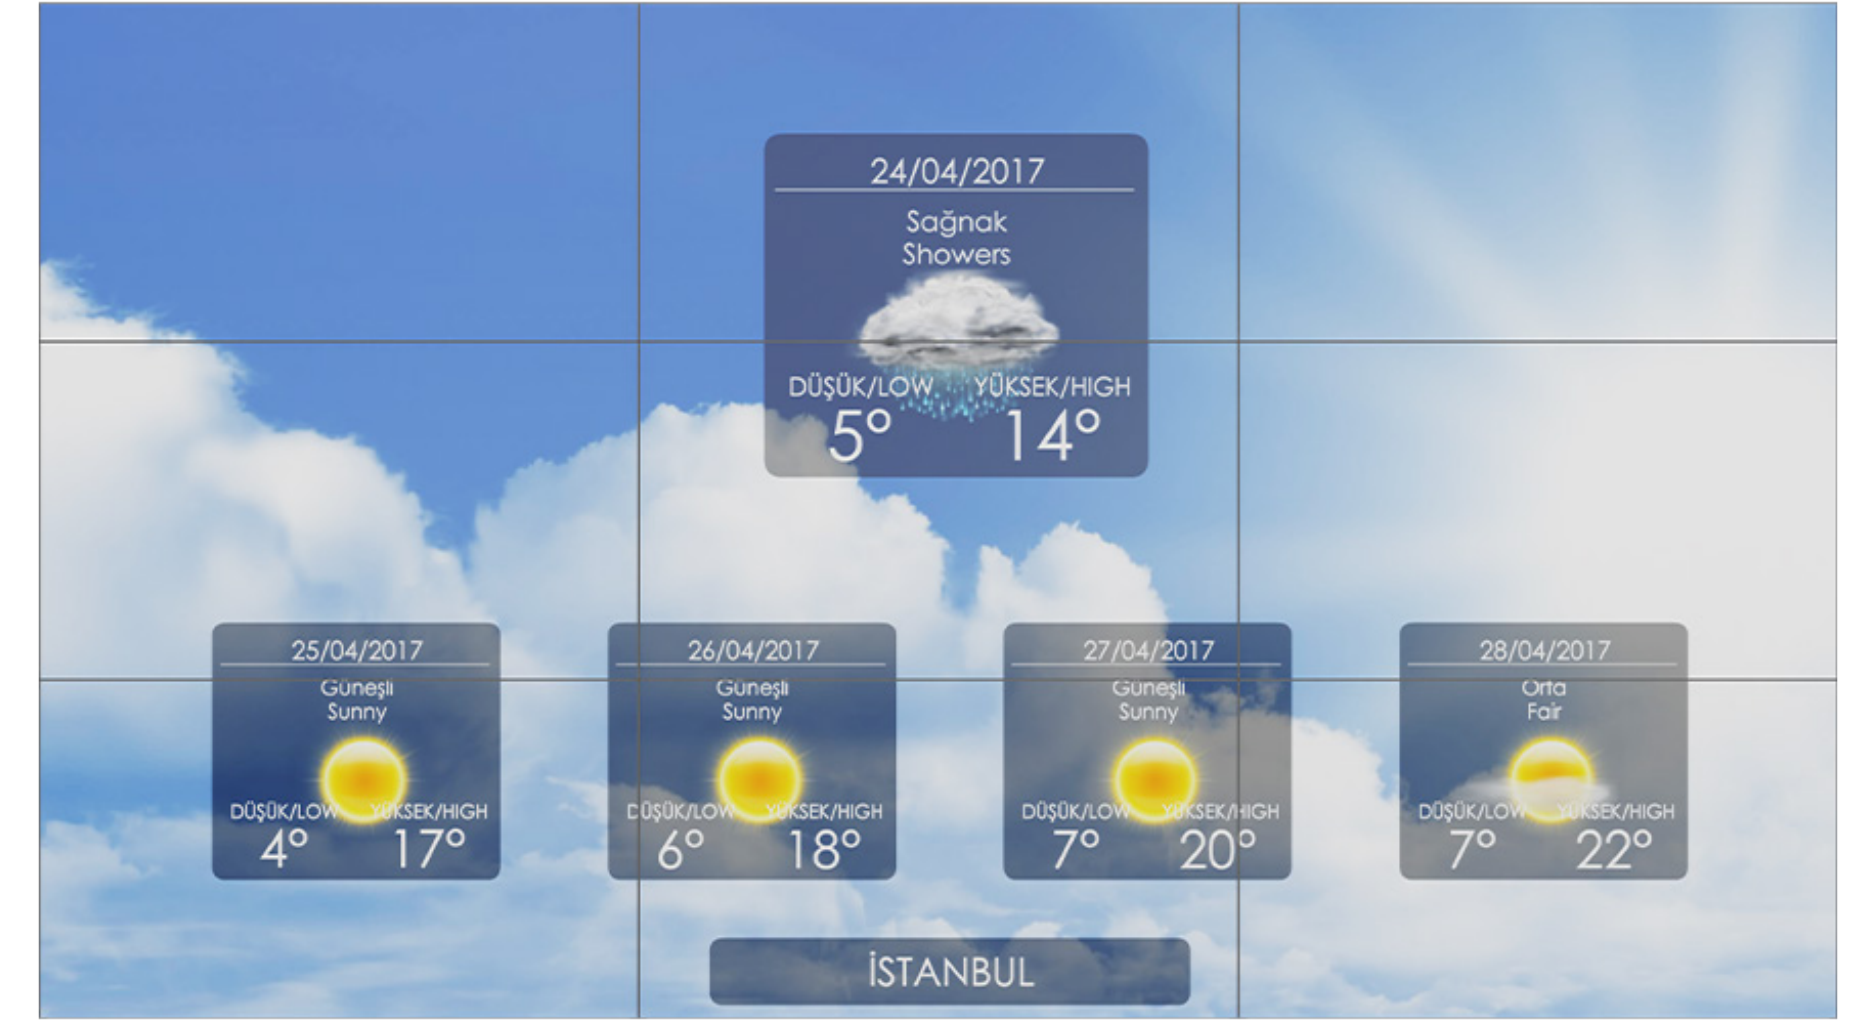 24/04/2017
Sağnak
Showers
DÜŞÜK/LOW YÜKSEK/HIGH
5° 14°
25/04/2017
Güneşli
Sunny
DÜŞÜK/LOW YÜKSEK/HIGH
4° 17°
26/04/2017
Güneşli
Sunny
DÜŞÜK/LOW YÜKSEK/HIGH
6° 18°
27/04/2017
Güneşli
Sunny
DÜŞÜK/LOW YÜKSEK/HIGH
7° 20°
28/04/2017
Orta
Fair
DÜŞÜK/LOW YÜKSEK/HIGH
7° 22°
İSTANBUL